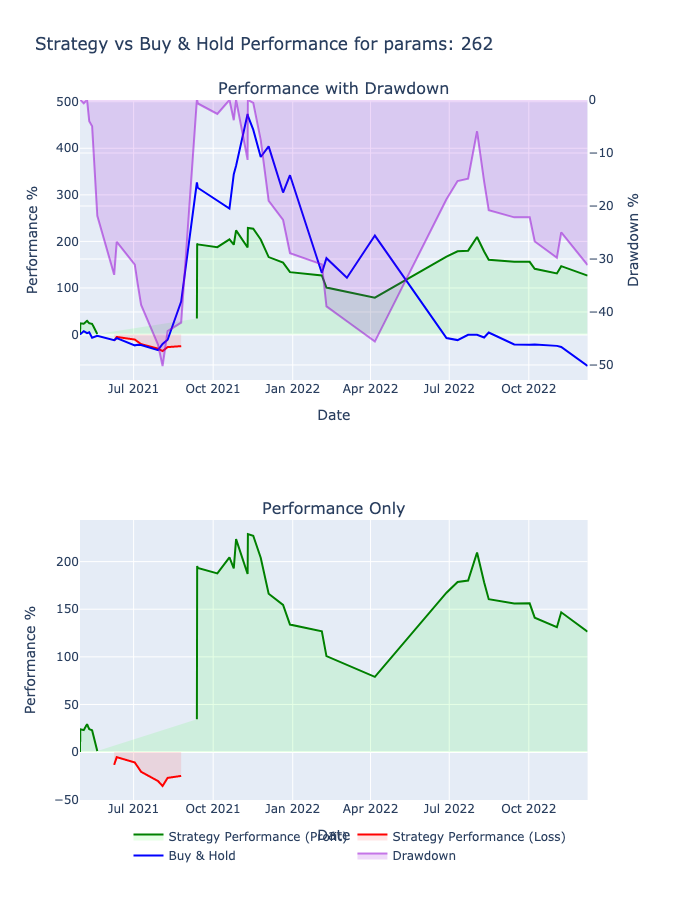 Strategy vs Buy & Hold Performance for params: 262
Performance with Drawdown
500
400
300
200
100
0
Performance %
0
−10
−20
−30
−40
−50
Drawdown %
Jul 2021 Oct 2021 Jan 2022 Apr 2022 Jul 2022 Oct 2022
Date
Performance Only
200
150
100
50
0
−50
Performance %
Jul 2021 Oct 2021 Jan 2022 Apr 2022 Jul 2022 Oct 2022
Date
Strategy Performance (Profit) Strategy Performance (Loss)
Buy & Hold Drawdown